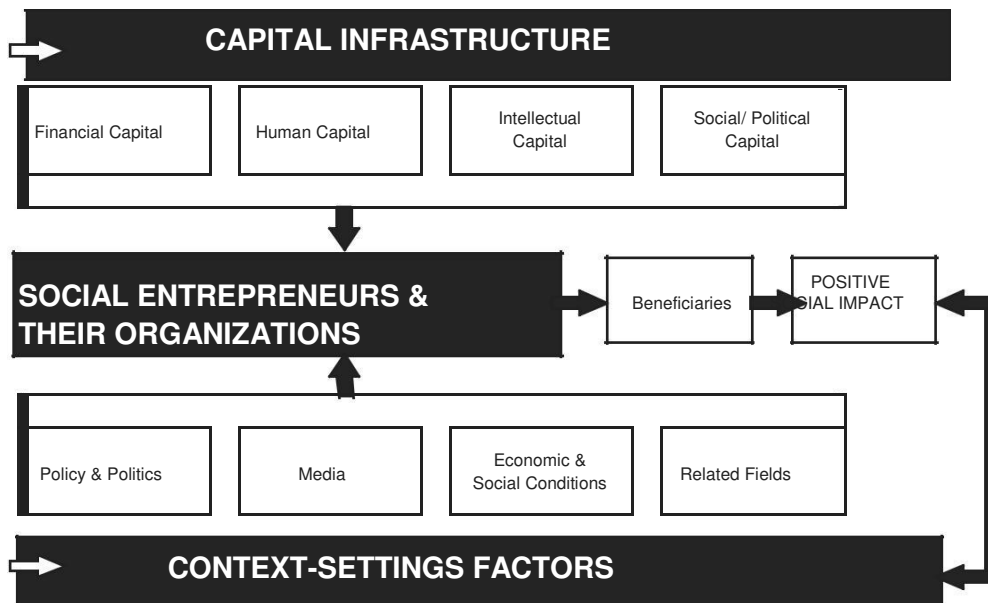 CAPITAL INFRASTRUCTURE
Financial Capital
Human Capital
Intellectual
Capital
Social/ Political
Capital
SOCIAL ENTREPRENEURS &
THEIR ORGANIZATIONS
Beneficiaries
POSITIVE
IMPACT
Policy & Politics
Media
Economic &
Social Conditions
Related Fields
CONTEXT-SETTINGS FACTORS